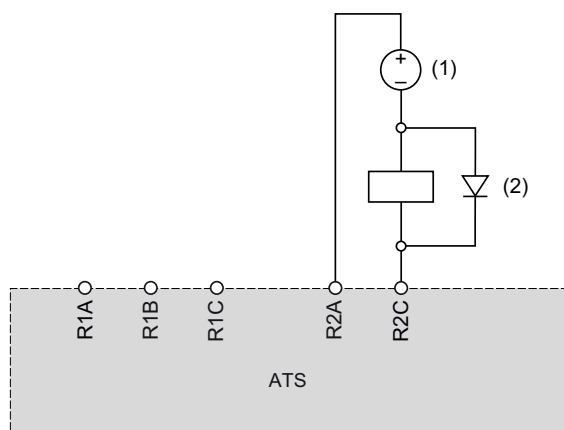 +
(1)
–
(2)
R1A
R1B
R1C
R2A
R2C
ATS